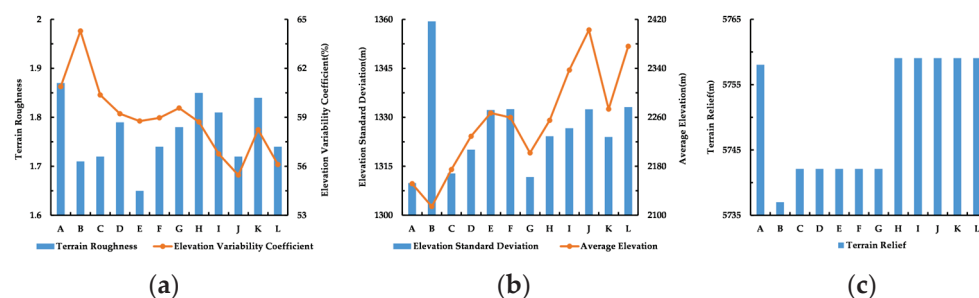 2
1.9
1.8
1.7
1.6
Terrain Roughness
65
62
59
56
53
Elevation Variability Coefficient(%)
A B C D E F G H I J K L
Terrain Roughness Elevation Variability Coefficient
(a)
1360
1345
1330
1315
1300
Elevation Standard Deviation(m)
2420
2340
2260
2180
2100
Average Elevation(m)
A B C D E F G H I J K L
Elevation Standard Deviation Average Elevation
(b)
5765
5755
5745
5735
Terrain Relief(m)
A B C D E F G H I J K L
Terrain Relief
(c)